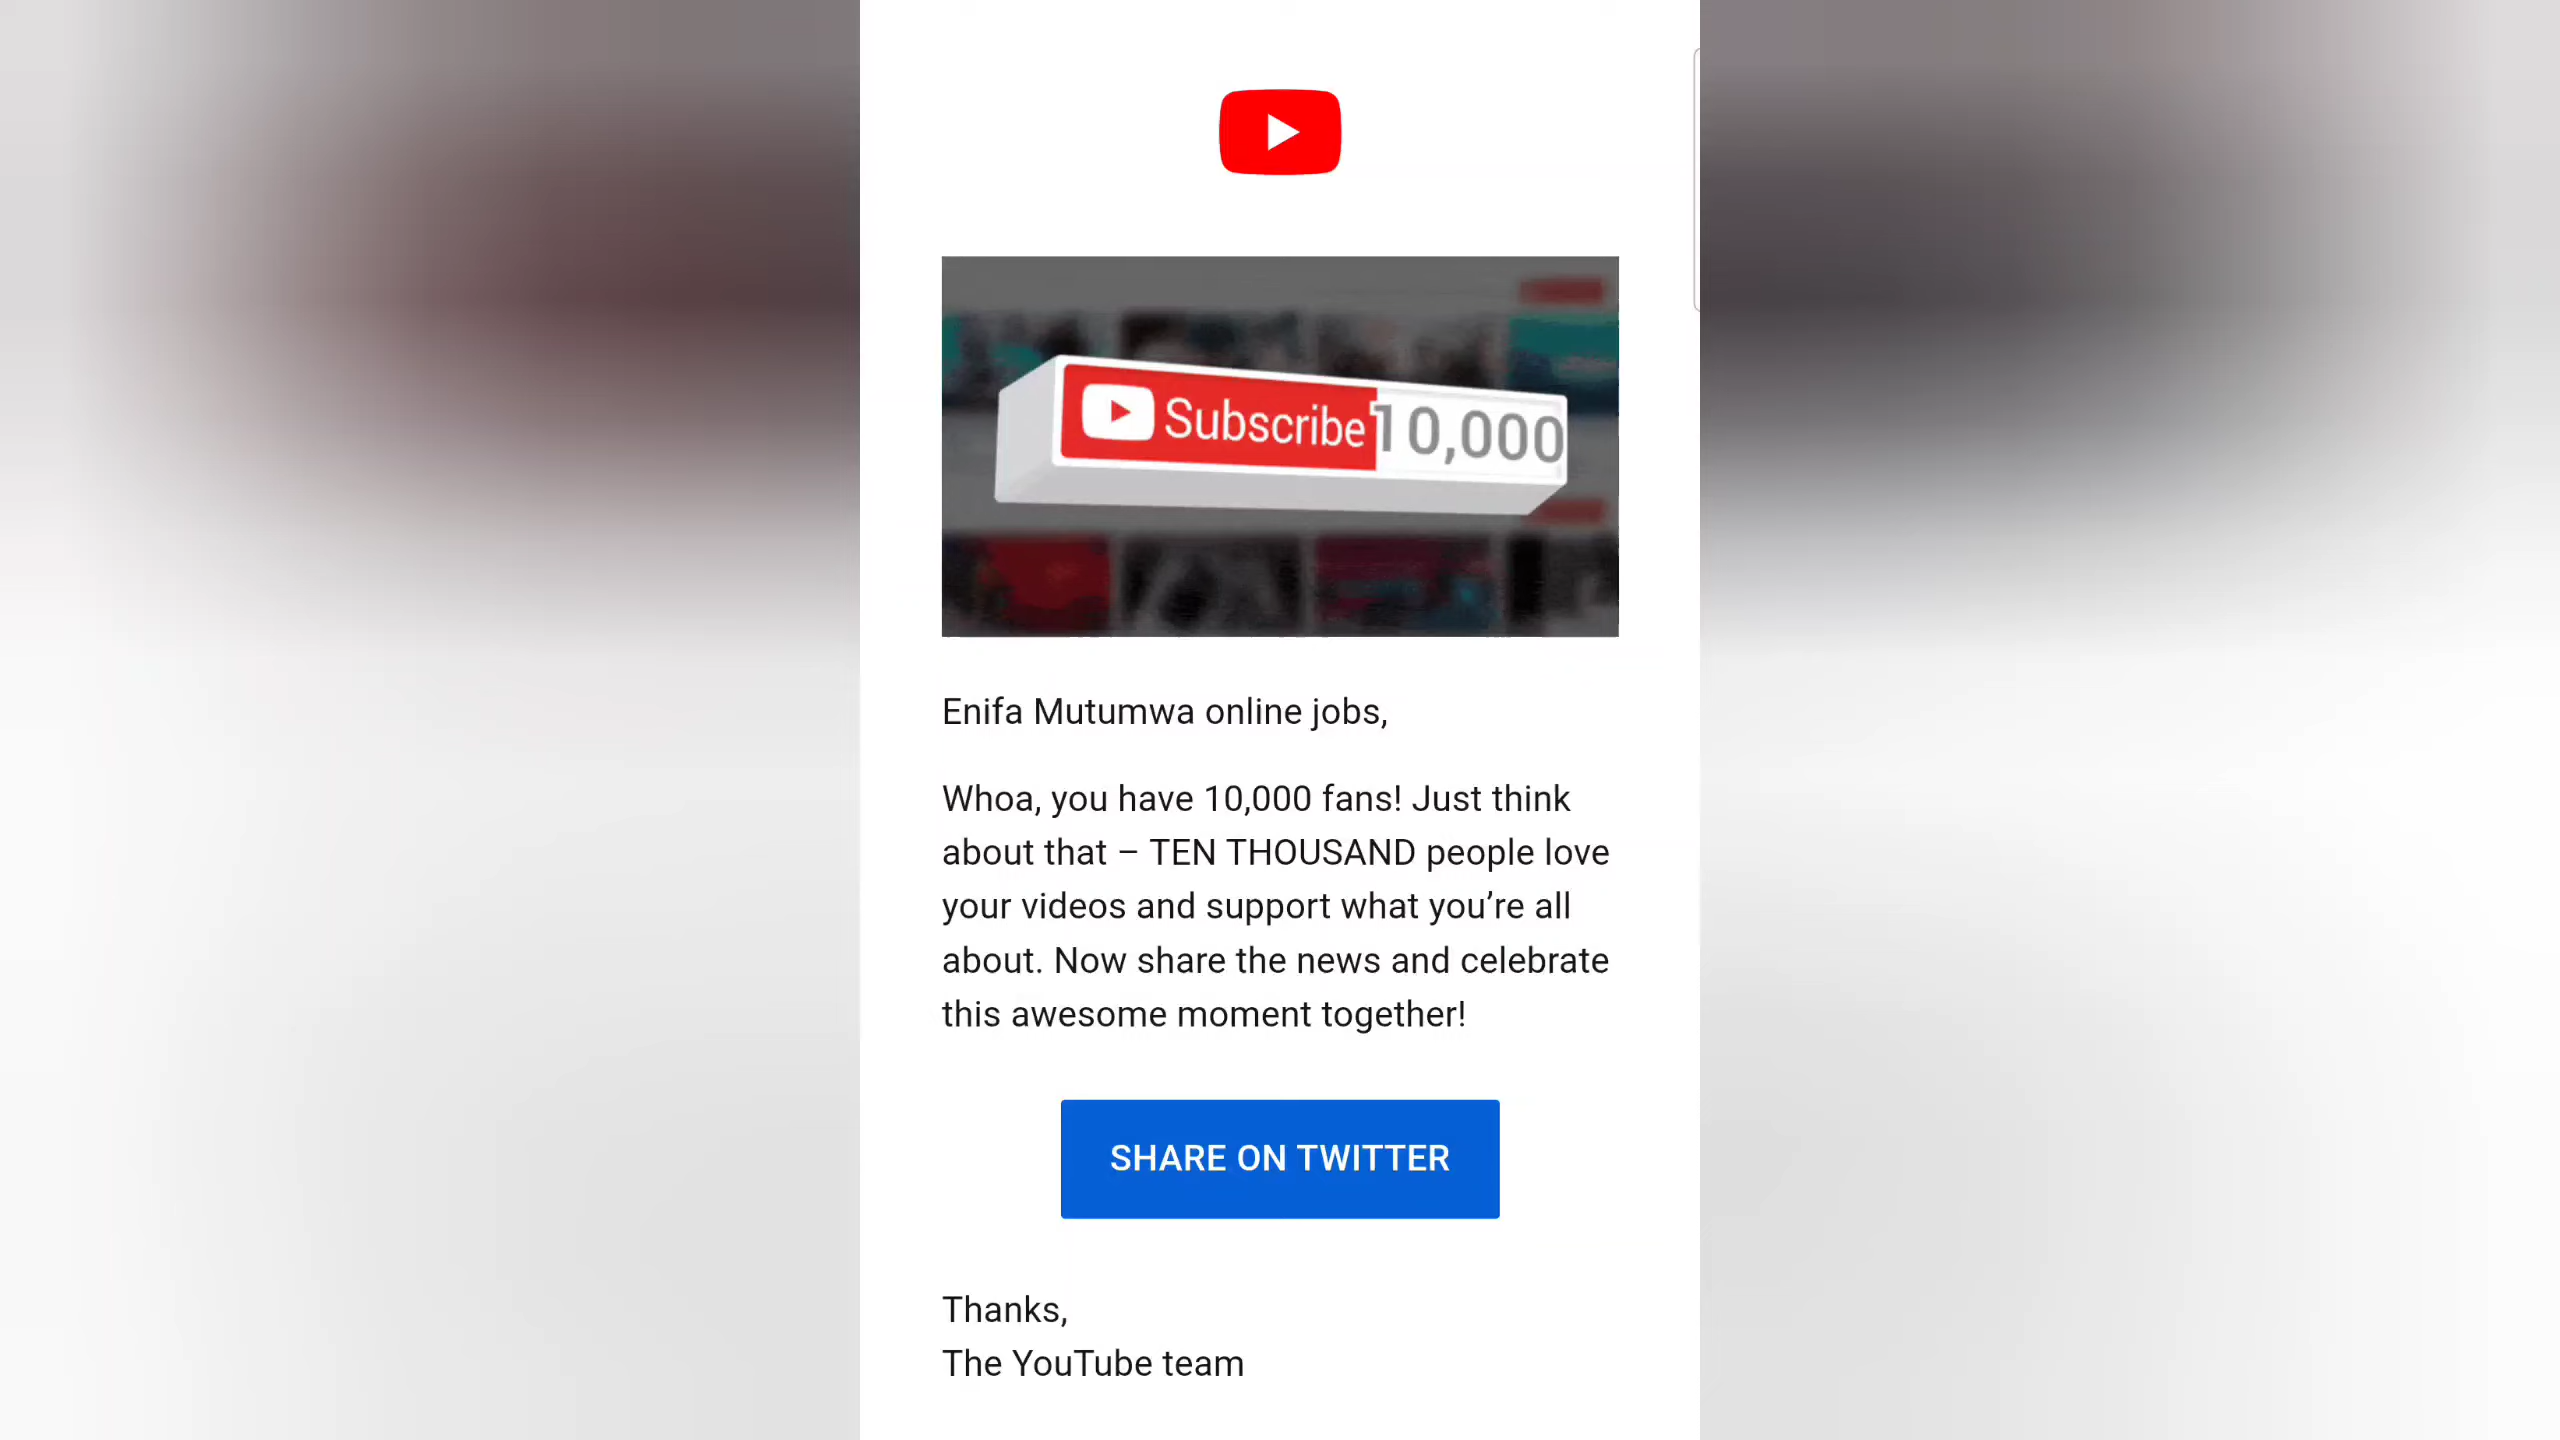 Subscribe 10,000
Enifa Mutumwa online jobs,
Whoa, you have 10,000 fans! Just think
about that – TEN THOUSAND people love
your videos and support what you’re all
about. Now share the news and celebrate
this awesome moment together!
SHARE ON TWITTER
Thanks,
The YouTube team